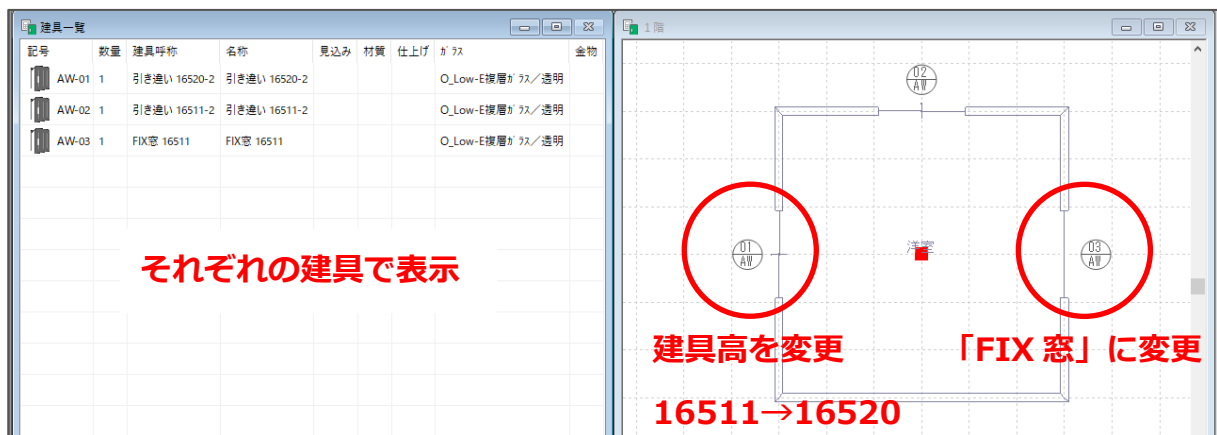 建具一覧
記号 数量 建具呼称 名称 見込み 材質 仕上げ ｶﾞﾗｽ 金物
AW-01 1 引き違い 16520-2 引き違い 16520-2 O_Low-E複層ｶﾞﾗｽ／透明
AW-02 1 引き違い 16511-2 引き違い 16511-2 O_Low-E複層ｶﾞﾗｽ／透明
AW-03 1 FIX窓 16511 FIX窓 16511 O_Low-E複層ｶﾞﾗｽ／透明
それぞれの建具で表示
1階
02
AW
01
AW
洋室
03
AW
建具高を変更
「FIX 窓」に変更
16511→16520